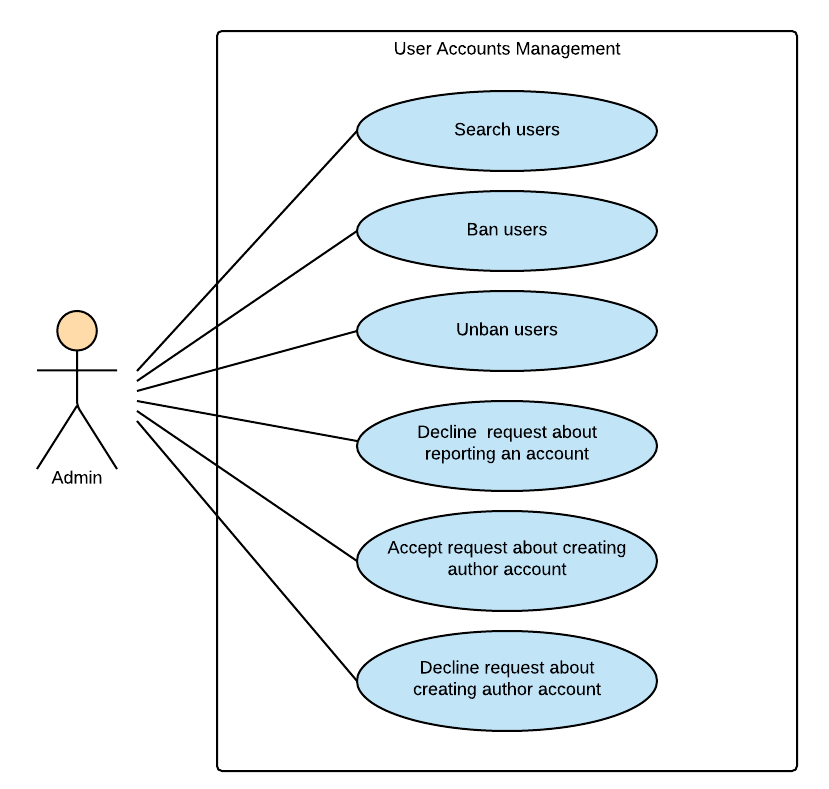 User Accounts Management
Search users
Ban users
Unban users
Decline  request about
reporting an account
Admin
Accept request about creating
author account
Decline request about
creating author account